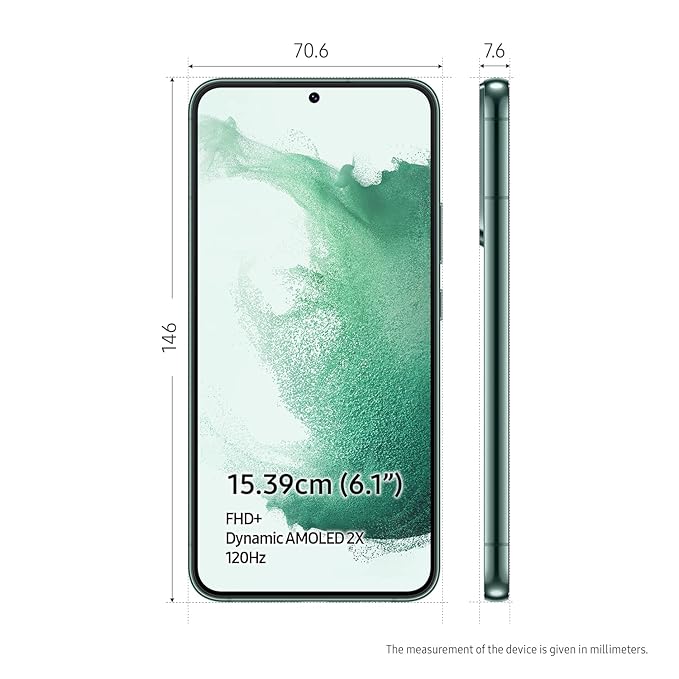 70.6
7.6
146
15.39cm (6.1”)
FHD+
Dynamic AMOLED 2X
120Hz
The measurement of the device is given in millimeters.